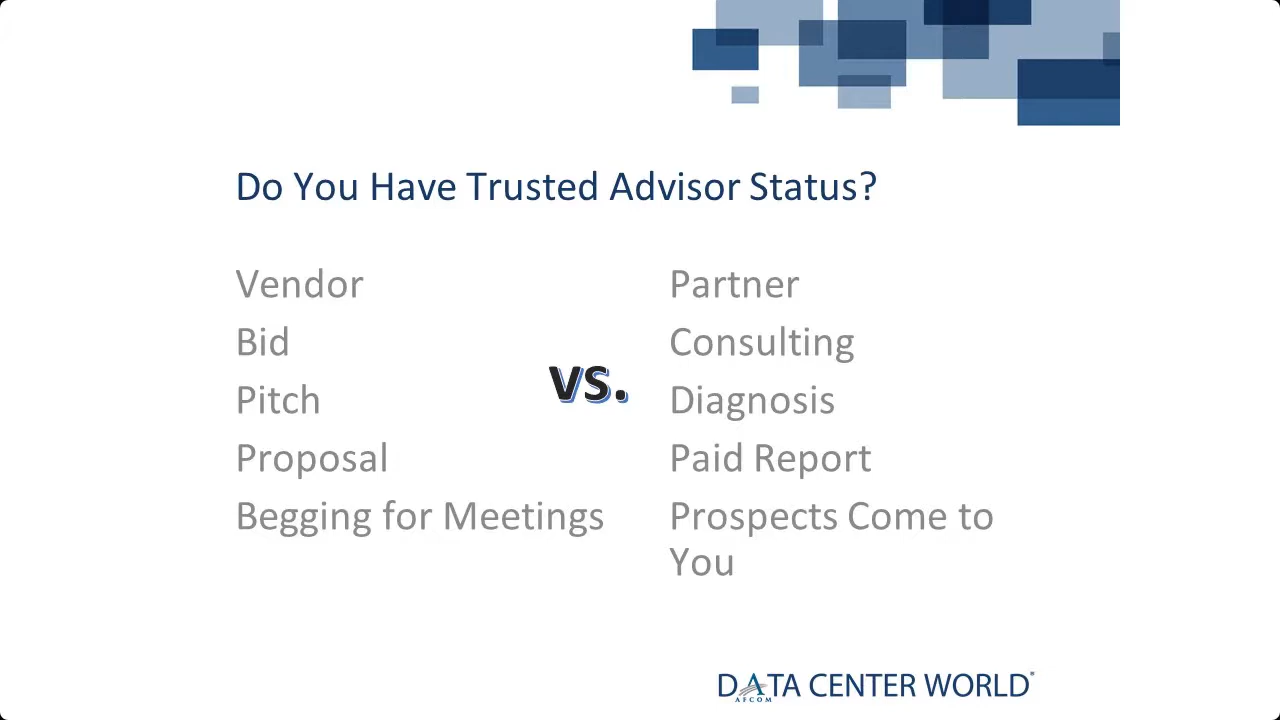 Do You Have Trusted Advisor Status?
Vendor
Bid
Pitch
Proposal
Begging for Meetings
vs.
Partner
Consulting
Diagnosis
Paid Report
Prospects Come to
You
DATA CENTER WORLD®
AFCOM